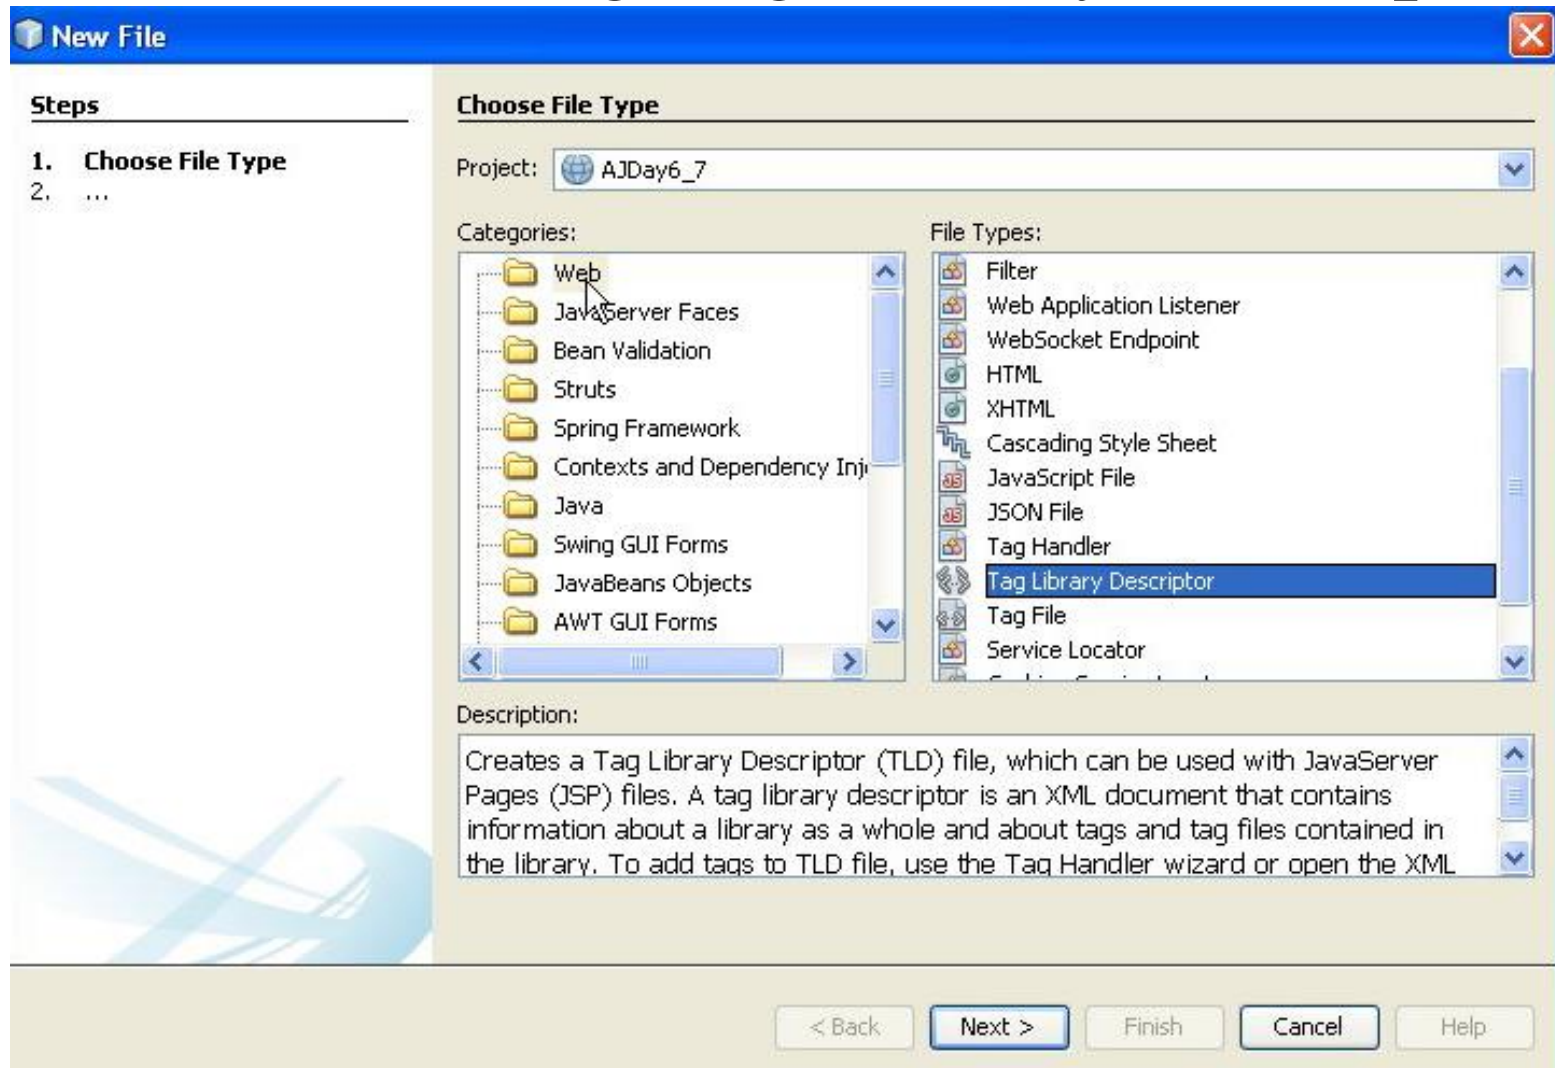 New File
Steps
1. Choose File Type
2. ...
Choose File Type
Project: AJDay6_7
Categories:
Web
JavaServer Faces
Bean Validation
Struts
Spring Framework
Contexts and Dependency Inj
Java
Swing GUI Forms
JavaBeans Objects
AWT GUI Forms
File Types:
Filter
Web Application Listener
WebSocket Endpoint
HTML
XHTML
Cascading Style Sheet
JavaScript File
JSON File
Tag Handler
Tag Library Descriptor
Tag File
Service Locator
Description:
Creates a Tag Library Descriptor (TLD) file, which can be used with JavaServer
Pages (JSP) files. A tag library descriptor is an XML document that contains
information about a library as a whole and about tags and tag files contained in
the library. To add tags to TLD file, use the Tag Handler wizard or open the XML
< Back Next > Finish Cancel Help